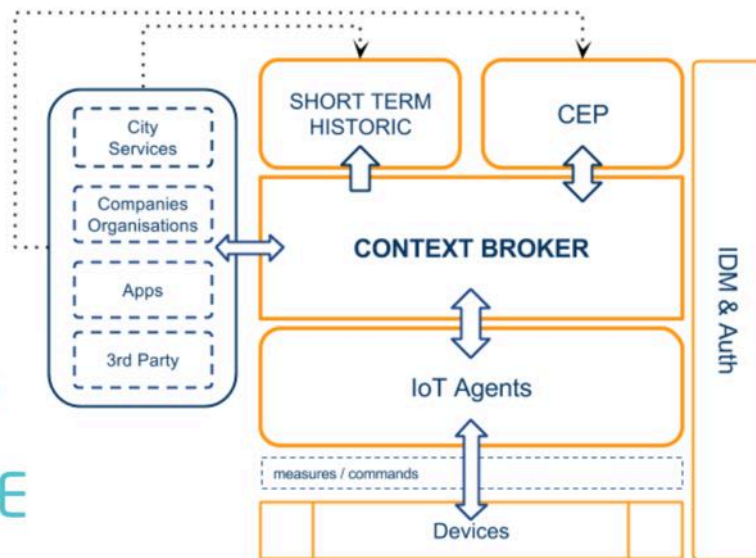 SHORT TERM
HISTORIC
CEP
City
Services
Companies
Organisations
Apps
3rd Party
CONTEXT BROKER
IDM & Auth
IoT Agents
measures / commands
Devices
E